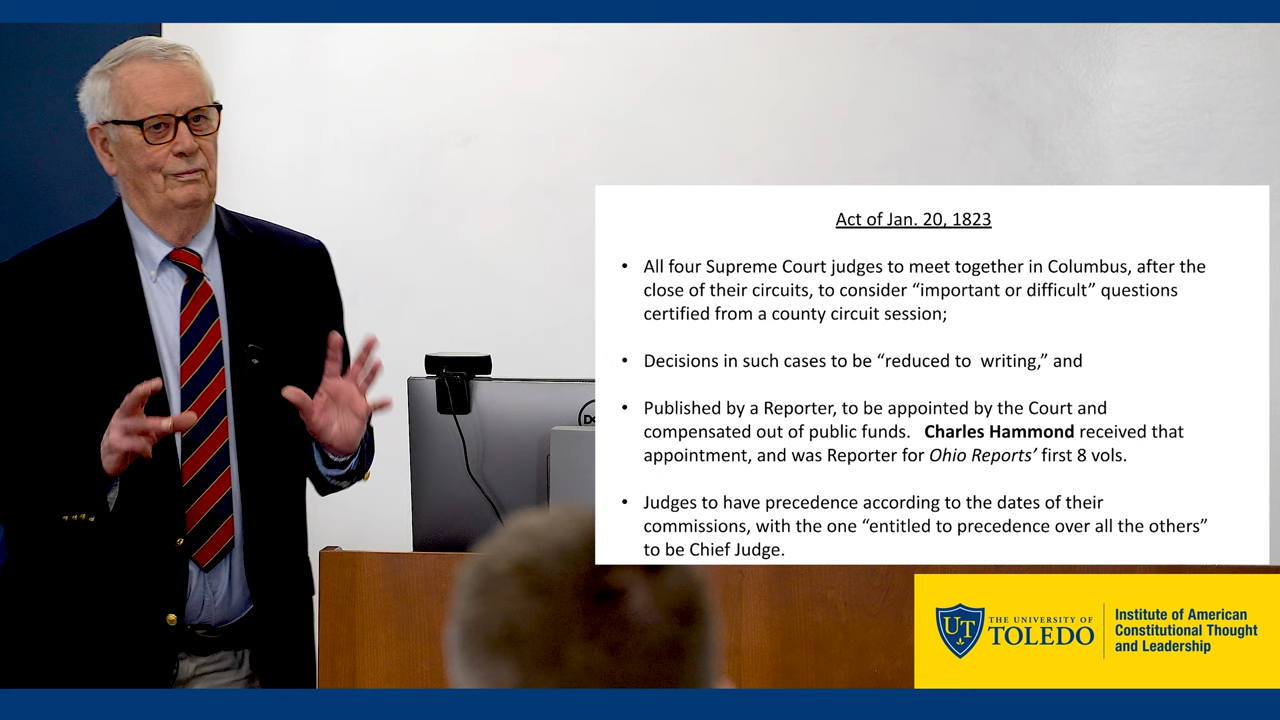 Act of Jan. 20, 1823
• All four Supreme Court judges to meet together in Columbus, after the
close of their circuits, to consider “important or difficult” questions
certified from a county circuit session;
• Decisions in such cases to be “reduced to writing,” and
• Published by a Reporter, to be appointed by the Court and
compensated out of public funds. Charles Hammond received that
appointment, and was Reporter for Ohio Reports’ first 8 vols.
• Judges to have precedence according to the dates of their
commissions, with the one “entitled to precedence over all the others”
to be Chief Judge.
UT
THE UNIVERSITY OF
TOLEDO
Institute of American
Constitutional Thought
and Leadership